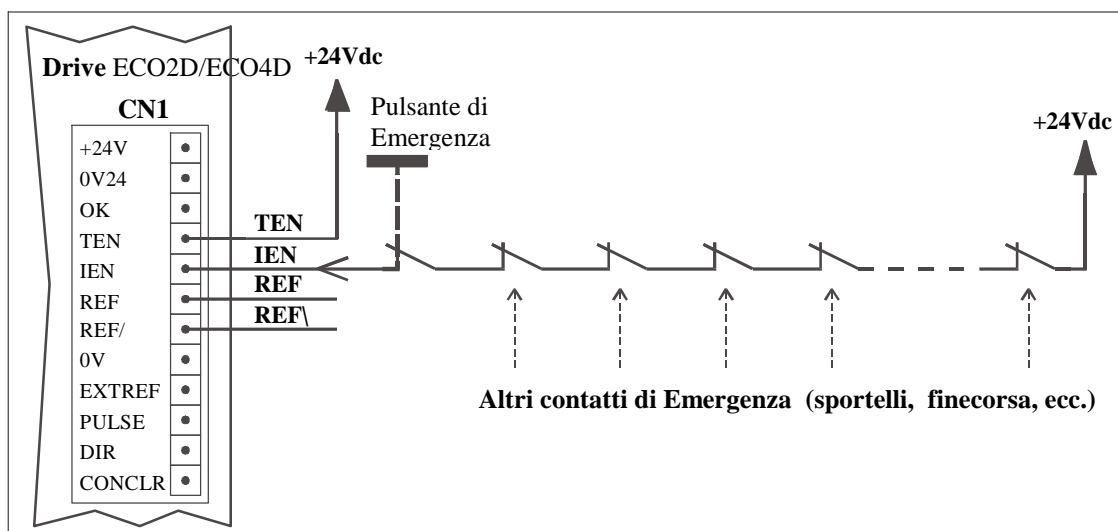 Drive ECO2D/ECO4D
+24Vdc
CN1
+24V
0V24
OK
TEN
IEN
REF
REF/
0V
EXTREF
PULSE
DIR
CONCLR
TEN
IEN
REF
REF\
Pulsante di
Emergenza
+24Vdc
Altri contatti di Emergenza (sportelli, finecorsa, ecc.)